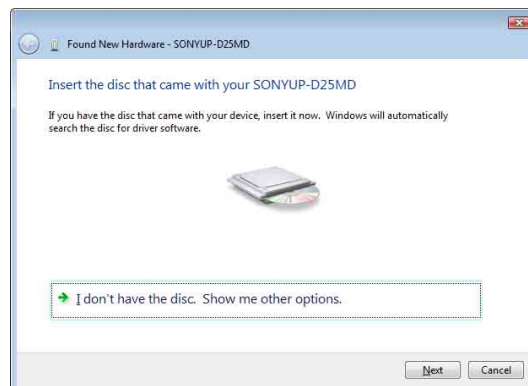 Found New Hardware - SONYUP-D25MD
Insert the disc that came with your SONYUP-D25MD
If you have the disc that came with your device, insert it now. Windows will automatically
search the disc for driver software.
I don't have the disc. Show me other options.
Next Cancel